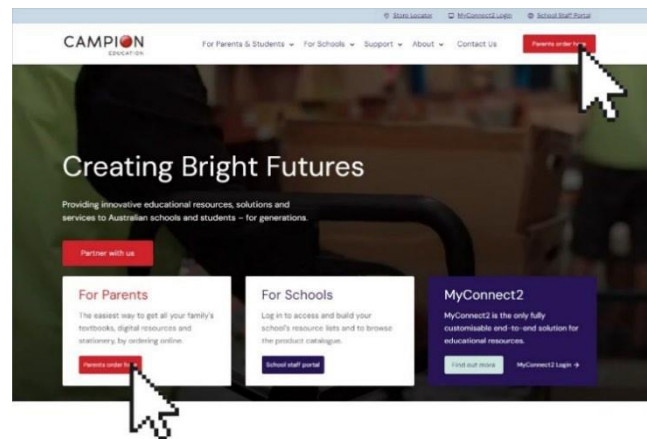 Store Locator MyConnect2 Login School Staff Portal
CAMPION
EDUCATION
For Parents & Students For Schools Support About Contact Us Parents order
Creating Bright Futures
Providing innovative educational resources, solutions and
services to Australian schools and students – for generations.
Partner with us
For Parents
The easiest way to get all your family's
textbooks, digital resources and
stationery, by ordering online.
Parents order
For Schools
Log in to access and build your
school's resource lists and to browse
the product catalogue.
School staff portal
MyConnect2
MyConnect2 is the only fully
customisable end-to-end solution for
educational resources.
Find out more MyConnect2 Login →